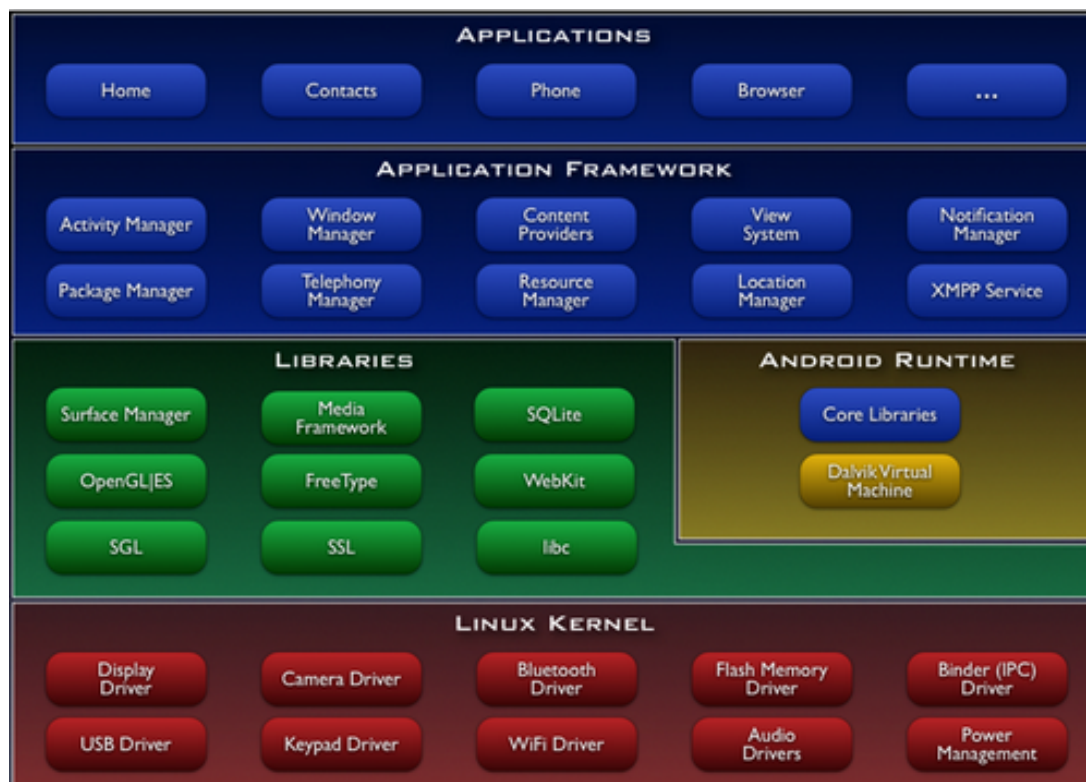 APPLICATIONS
Home
Contacts
Phone
Browser
...
APPLICATION FRAMEWORK
Activity Manager
Window
Manager
Content
Providers
View
System
Notification
Manager
Package Manager
Telephony
Manager
Resource
Manager
Location
Manager
XMPP Service
LIBRARIES
Surface Manager
Media
Framework
SQLite
OpenGL|ES
FreeType
WebKit
SGL
SSL
libc
ANDROID RUNTIME
Core Libraries
Dalvik Virtual
Machine
LINUX KERNEL
Display
Driver
Camera Driver
Bluetooth
Driver
Flash Memory
Driver
Binder (IPC)
Driver
USB Driver
Keypad Driver
WiFi Driver
Audio
Drivers
Power
Management